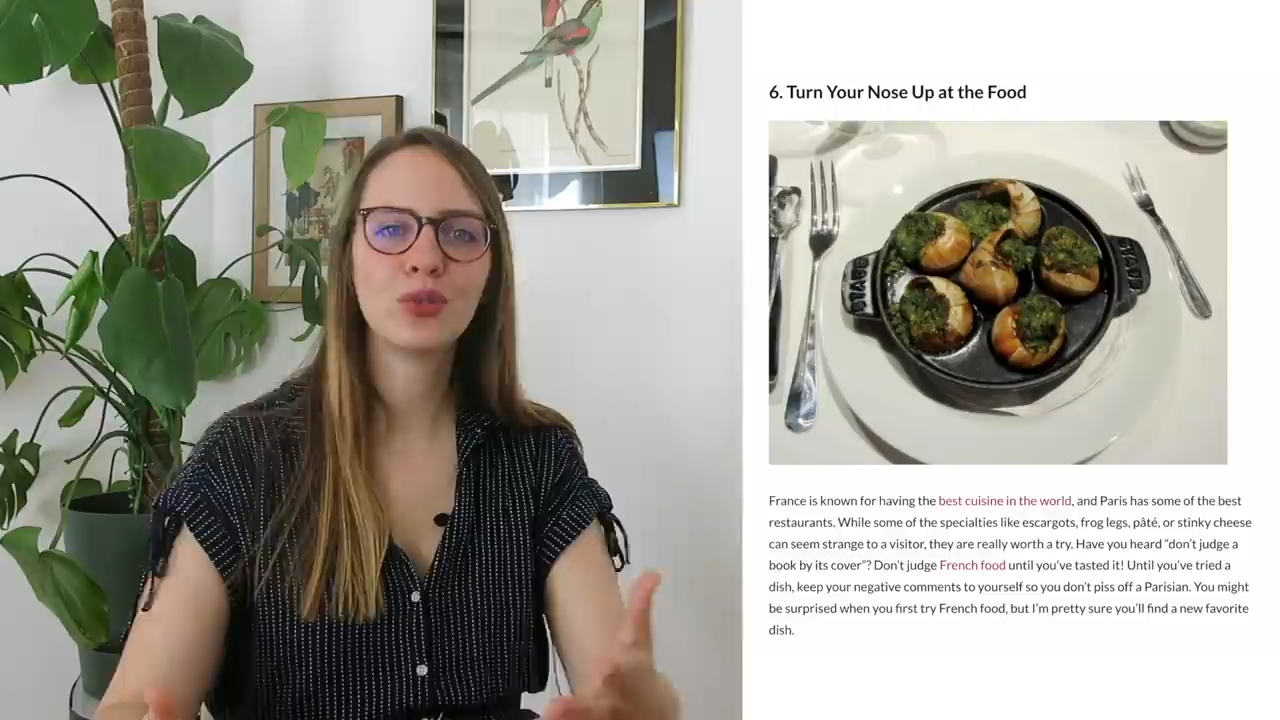 6. Turn Your Nose Up at the Food
STAUB
STAUB
France is known for having the best cuisine in the world, and Paris has some of the best
restaurants. While some of the specialties like escargots, frog legs, pâté, or stinky cheese
can seem strange to a visitor, they are really worth a try. Have you heard “don’t judge a
book by its cover”? Don’t judge French food until you’ve tasted it! Until you’ve tried a
dish, keep your negative comments to yourself so you don’t piss off a Parisian. You might
be surprised when you first try French food, but I’m pretty sure you’ll find a new favorite
dish.